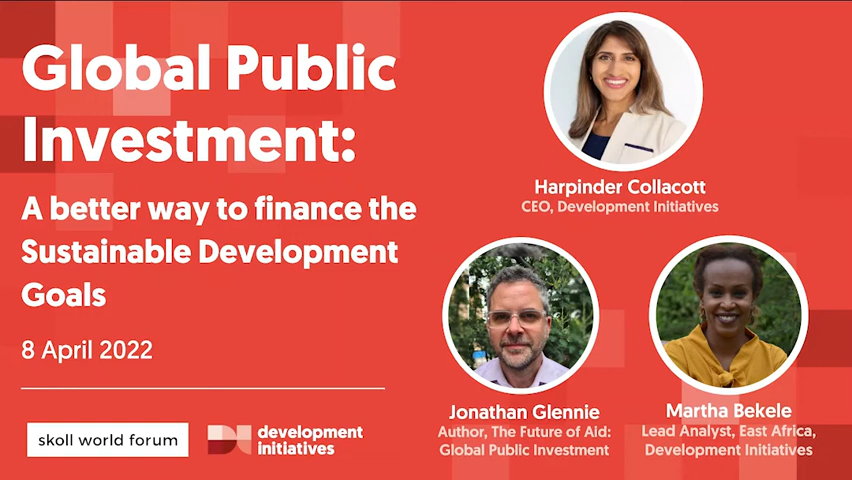 Global Public
Investment:
A better way to finance the
Sustainable Development
Goals
8 April 2022
skoll world forum
development
initiatives
Harpinder Collacott
CEO, Development Initiatives
Jonathan Glennie
Author, The Future of Aid:
Global Public Investment
Martha Bekele
Lead Analyst, East Africa,
Development Initiatives